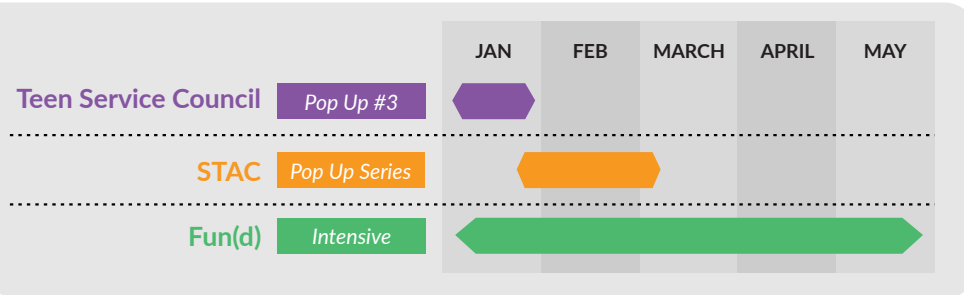 JAN FEB MARCH APRIL MAY
Teen Service Council Pop Up #3
STAC Pop Up Series
Fun(d) Intensive